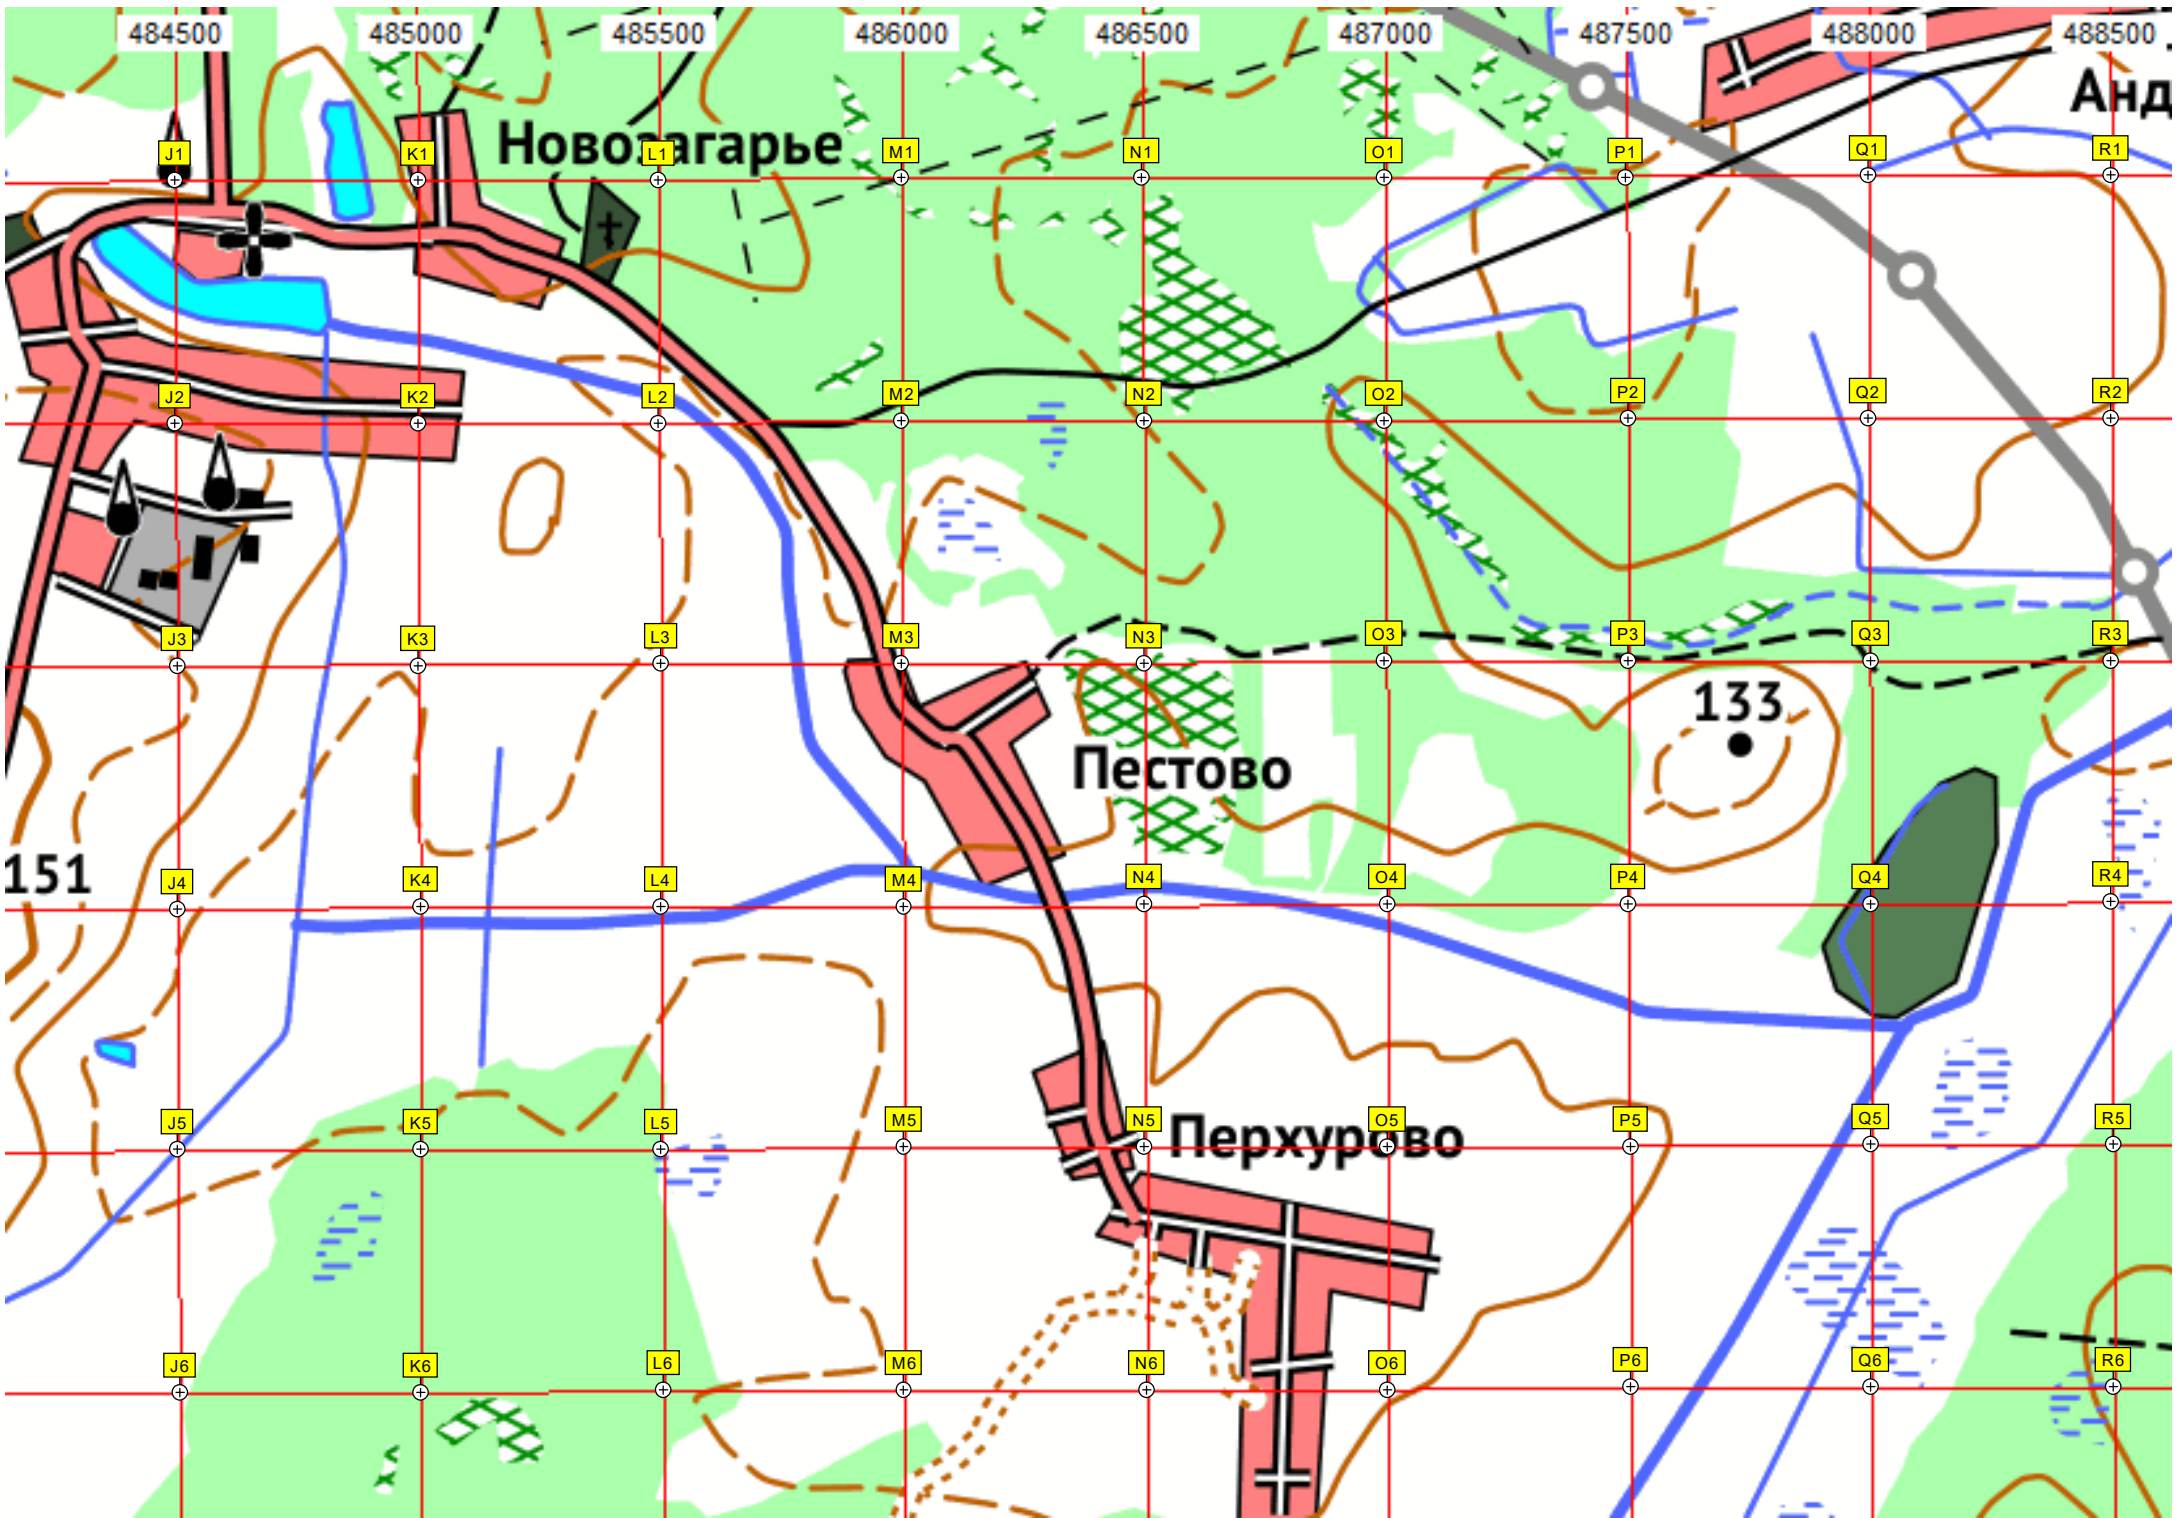 484500 485000 485500 486000 486500 487000 487500 488000 488500
Анд
Новозагарье
J1 K1 L1 M1 N1 O1 P1 Q1 R1
J2 K2 L2 M2 N2 O2 P2 Q2 R2
J3 K3 L3 M3 N3 O3 P3 Q3 R3
133
Пестово
151
J4 K4 L4 M4 N4 O4 P4 Q4 R4
J5 K5 L5 M5 N5 O5 P5 Q5 R5
Перхурово
J6 K6 L6 M6 N6 O6 P6 Q6 R6